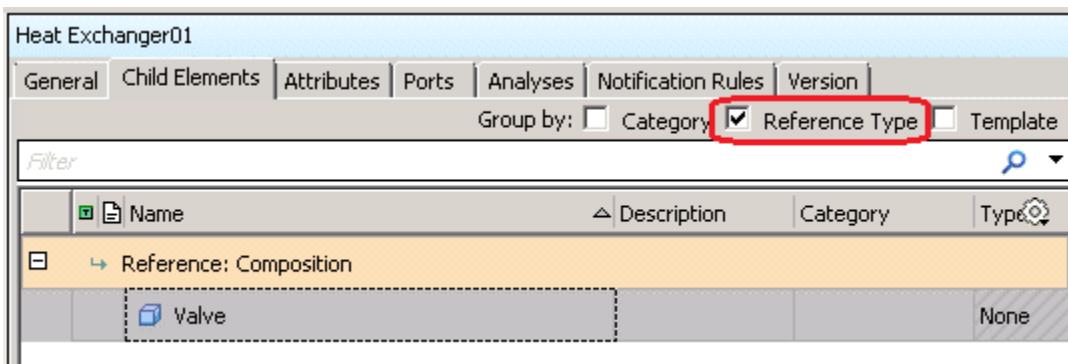 Heat Exchanger01
General Child Elements Attributes Ports Analyses Notification Rules Version
Group by: Category Reference Type Template
Filter
Name Description Category Type
Reference: Composition
Valve None